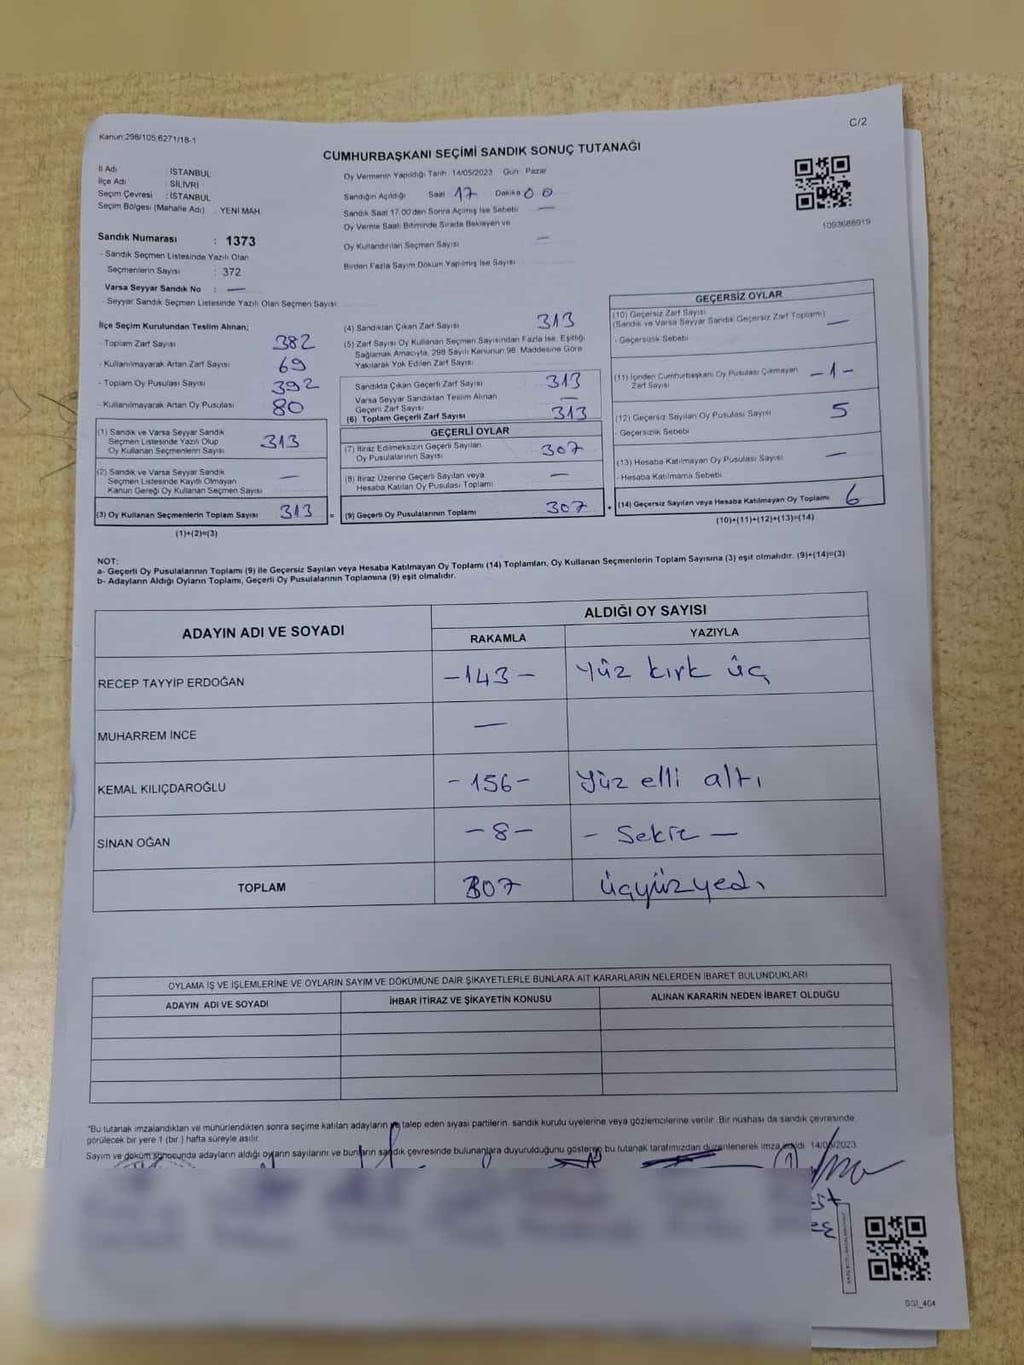 Kanun:298/105;6271/18-1
C/2
CUMHURBAŞKANI SEÇİMİ SANDIK SONUÇ TUTANAĞI
İl Adı : İSTANBUL
İlçe Adı : SİLİVRİ
Seçim Çevresi : İSTANBUL
Seçim Bölgesi (Mahalle Adı) : YENİ MAH.
Sandık Numarası : 1373
- Sandık Seçmen Listesinde Yazılı Olan
Seçmenlerin Sayısı : 372
Varsa Seyyar Sandık No : —
- Seyyar Sandık Seçmen Listesinde Yazılı Olan Seçmen Sayısı:
Oy Vermenin Yapıldığı Tarih 14/05/2023 Gün Pazar
Sandığın Açıldığı Saat 17 Dakika 00
Sandık Saat 17.00'den Sonra Açılmış İse Sebebi —
Oy Verme Saati Bitiminde Sırada Bekleyen ve
Oy Kullandırılan Seçmen Sayısı —
Birden Fazla Sayım Döküm Yapılmış İse Sayısı
1093688919
İlçe Seçim Kurulundan Teslim Alınan;
- Toplam Zarf Sayısı 382
- Kullanılmayarak Artan Zarf Sayısı 69
- Toplam Oy Pusulası Sayısı 392
- Kullanılmayarak Artan Oy Pusulası 80
(1) Sandık ve Varsa Seyyar Sandık
Seçmen Listesinde Yazılı Olup
Oy Kullanan Seçmenlerin Sayısı 313
(2) Sandık ve Varsa Seyyar Sandık
Seçmen Listesinde Kayıtlı Olmayan
Kanun Gereği Oy Kullanan Seçmen Sayısı —
(3) Oy Kullanan Seçmenlerin Toplam Sayısı 313
(1)+(2)=(3)
(4) Sandıktan Çıkan Zarf Sayısı 313
(5) Zarf Sayısı Oy Kullanan Seçmen Sayısından Fazla İse, Eşitliği
Sağlamak Amacıyla, 298 Sayılı Kanunun 98. Maddesine Göre
Yakılarak Yok Edilen Zarf Sayısı
Sandıkta Çıkan Geçerli Zarf Sayısı 313
Varsa Seyyar Sandıktan Teslim Alınan
Geçerli Zarf Sayısı —
(6) Toplam Geçerli Zarf Sayısı 313
GEÇERLİ OYLAR
(7) İtiraz Edilmeksizin Geçerli Sayılan
Oy Pusulalarının Sayısı 307
(8) İtiraz Üzerine Geçerli Sayılan veya
Hesaba Katılan Oy Pusulası Toplamı —
(9) Geçerli Oy Pusulalarının Toplamı 307
GEÇERSİZ OYLAR
(10) Geçersiz Zarf Sayısı
(Sandık ve Varsa Seyyar Sandık Geçersiz Zarf Toplamı) —
- Geçersizlik Sebebi
(11) İçinden Cumhurbaşkanı Oy Pusulası Çıkmayan
Zarf Sayısı -1-
(12) Geçersiz Sayılan Oy Pusulası Sayısı 5
- Geçersizlik Sebebi
(13) Hesaba Katılmayan Oy Pusulası Sayısı —
- Hesaba Katılmama Sebebi
(14) Geçersiz Sayılan veya Hesaba Katılmayan Oy Toplamı 6
(10)+(11)+(12)+(13)=(14)
NOT:
a- Geçerli Oy Pusulalarının Toplamı (9) ile Geçersiz Sayılan veya Hesaba Katılmayan Oy Toplamı (14) Toplamları, Oy Kullanan Seçmenlerin Toplam Sayısına (3) eşit olmalıdır. (9)+(14)=(3)
b- Adayların Aldığı Oyların Toplamı, Geçerli Oy Pusulalarının Toplamına (9) eşit olmalıdır.
ADAYIN ADI VE SOYADI
ALDIĞI OY SAYISI
RAKAMLA YAZIYLA
RECEP TAYYİP ERDOĞAN -143- Yüz kırk üç
MUHARREM İNCE —
KEMAL KILIÇDAROĞLU -156- Yüz elli altı
SİNAN OĞAN -8- - Sekiz -
TOPLAM 307 üçyüzyedi
OYLAMA İŞ VE İŞLEMLERİNE VE OYLARIN SAYIM VE DÖKÜMÜNE DAİR ŞİKAYETLERLE BUNLARA AİT KARARLARIN NELERDEN İBARET BULUNDUKLARI
ADAYIN ADI VE SOYADI İHBAR İTİRAZ VE ŞİKAYETİN KONUSU ALINAN KARARIN NEDEN İBARET OLDUĞU
"Bu tutanak imzalandıktan ve mühürlendikten sonra seçime katılan adayların ve talep eden siyasi partilerin sandık kurulu üyelerine veya gözlemcilerine verilir. Bir nüshası da sandık çevresinde
görülecek bir yere 1 (bir) hafta süreyle asılır.
Sayım ve döküm sonucunda adayların aldığı oyların sayılarını ve bunların sandık çevresinde bulunanlara duyurulduğunu gösteren bu tutanak tarafımızdan düzenlenerek imza edildi 14/05/2023
SSI_404